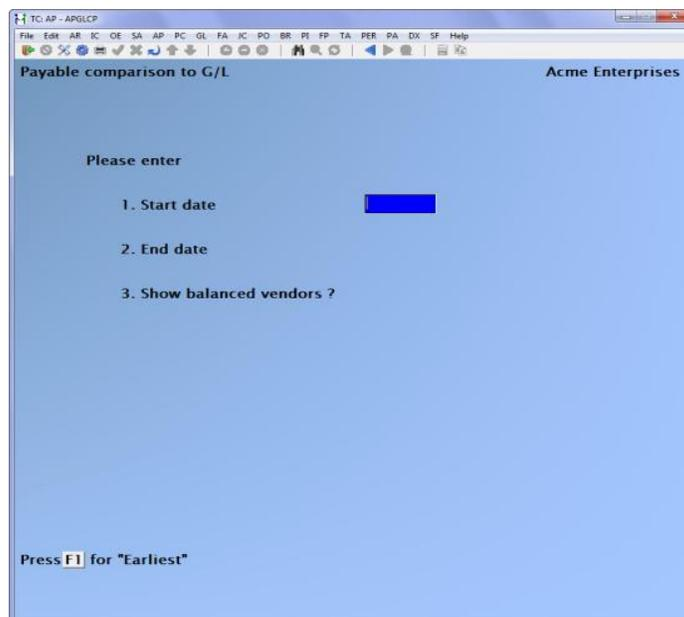 TC: AP - APGLCP
File Edit AR IC OE SA AP PC GL FA JC PO BR PI FP TA PER PA DX SF Help
Payable comparison to G/L Acme Enterprises
Please enter
1. Start date
2. End date
3. Show balanced vendors ?
Press F1 for "Earliest"